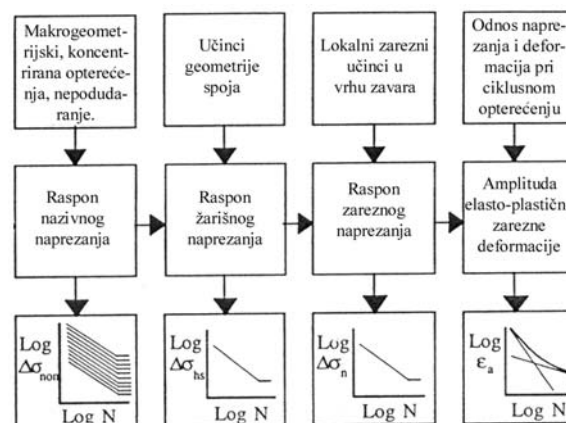 Makrogeomet-
rijski, koncent-
rirana optereće-
nja, nepoduda-
ranje.
Učinci
geometrije
spoja
Lokalni zarezni
učinci u
vrhu zavara
Odnos napre-
zanja i defor-
macija pri
ciklusnom
opterećenju
Raspon
nazivnog
naprezanja
Raspon
žarišnog
naprezanja
Raspon
zareznog
naprezanja
Amplituda
elasto-plastičn
zarezne
deformacije
Log
Δσnon
Log N
Log
Δσhs
Log N
Log
Δσn
Log N
Log
εa
Log N